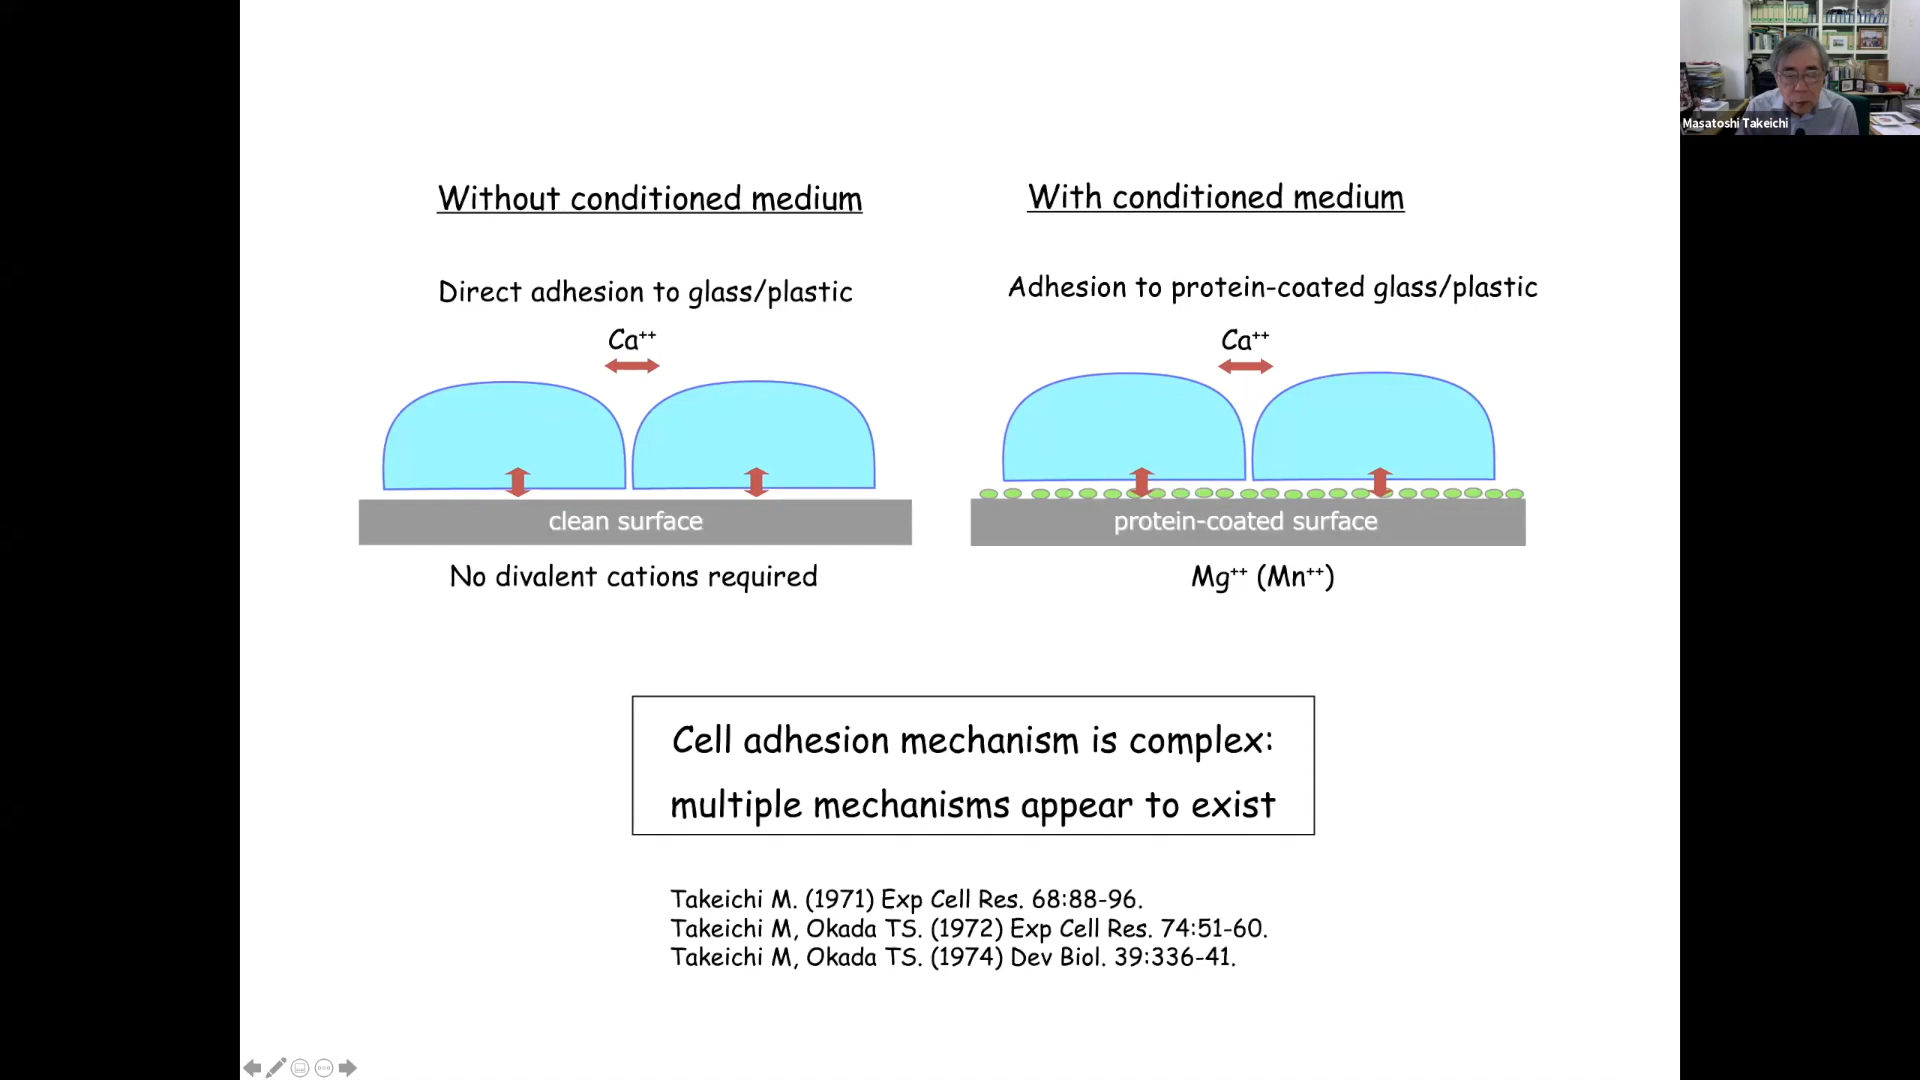 Without conditioned medium
With conditioned medium
Direct adhesion to glass/plastic
Adhesion to protein-coated glass/plastic
Ca⁺⁺
Ca⁺⁺
clean surface
protein-coated surface
No divalent cations required
Mg⁺⁺ (Mn⁺⁺)
Cell adhesion mechanism is complex:
multiple mechanisms appear to exist
Takeichi M. (1971) Exp Cell Res. 68:88-96.
Takeichi M, Okada TS. (1972) Exp Cell Res. 74:51-60.
Takeichi M, Okada TS. (1974) Dev Biol. 39:336-41.
Masatoshi Takeichi